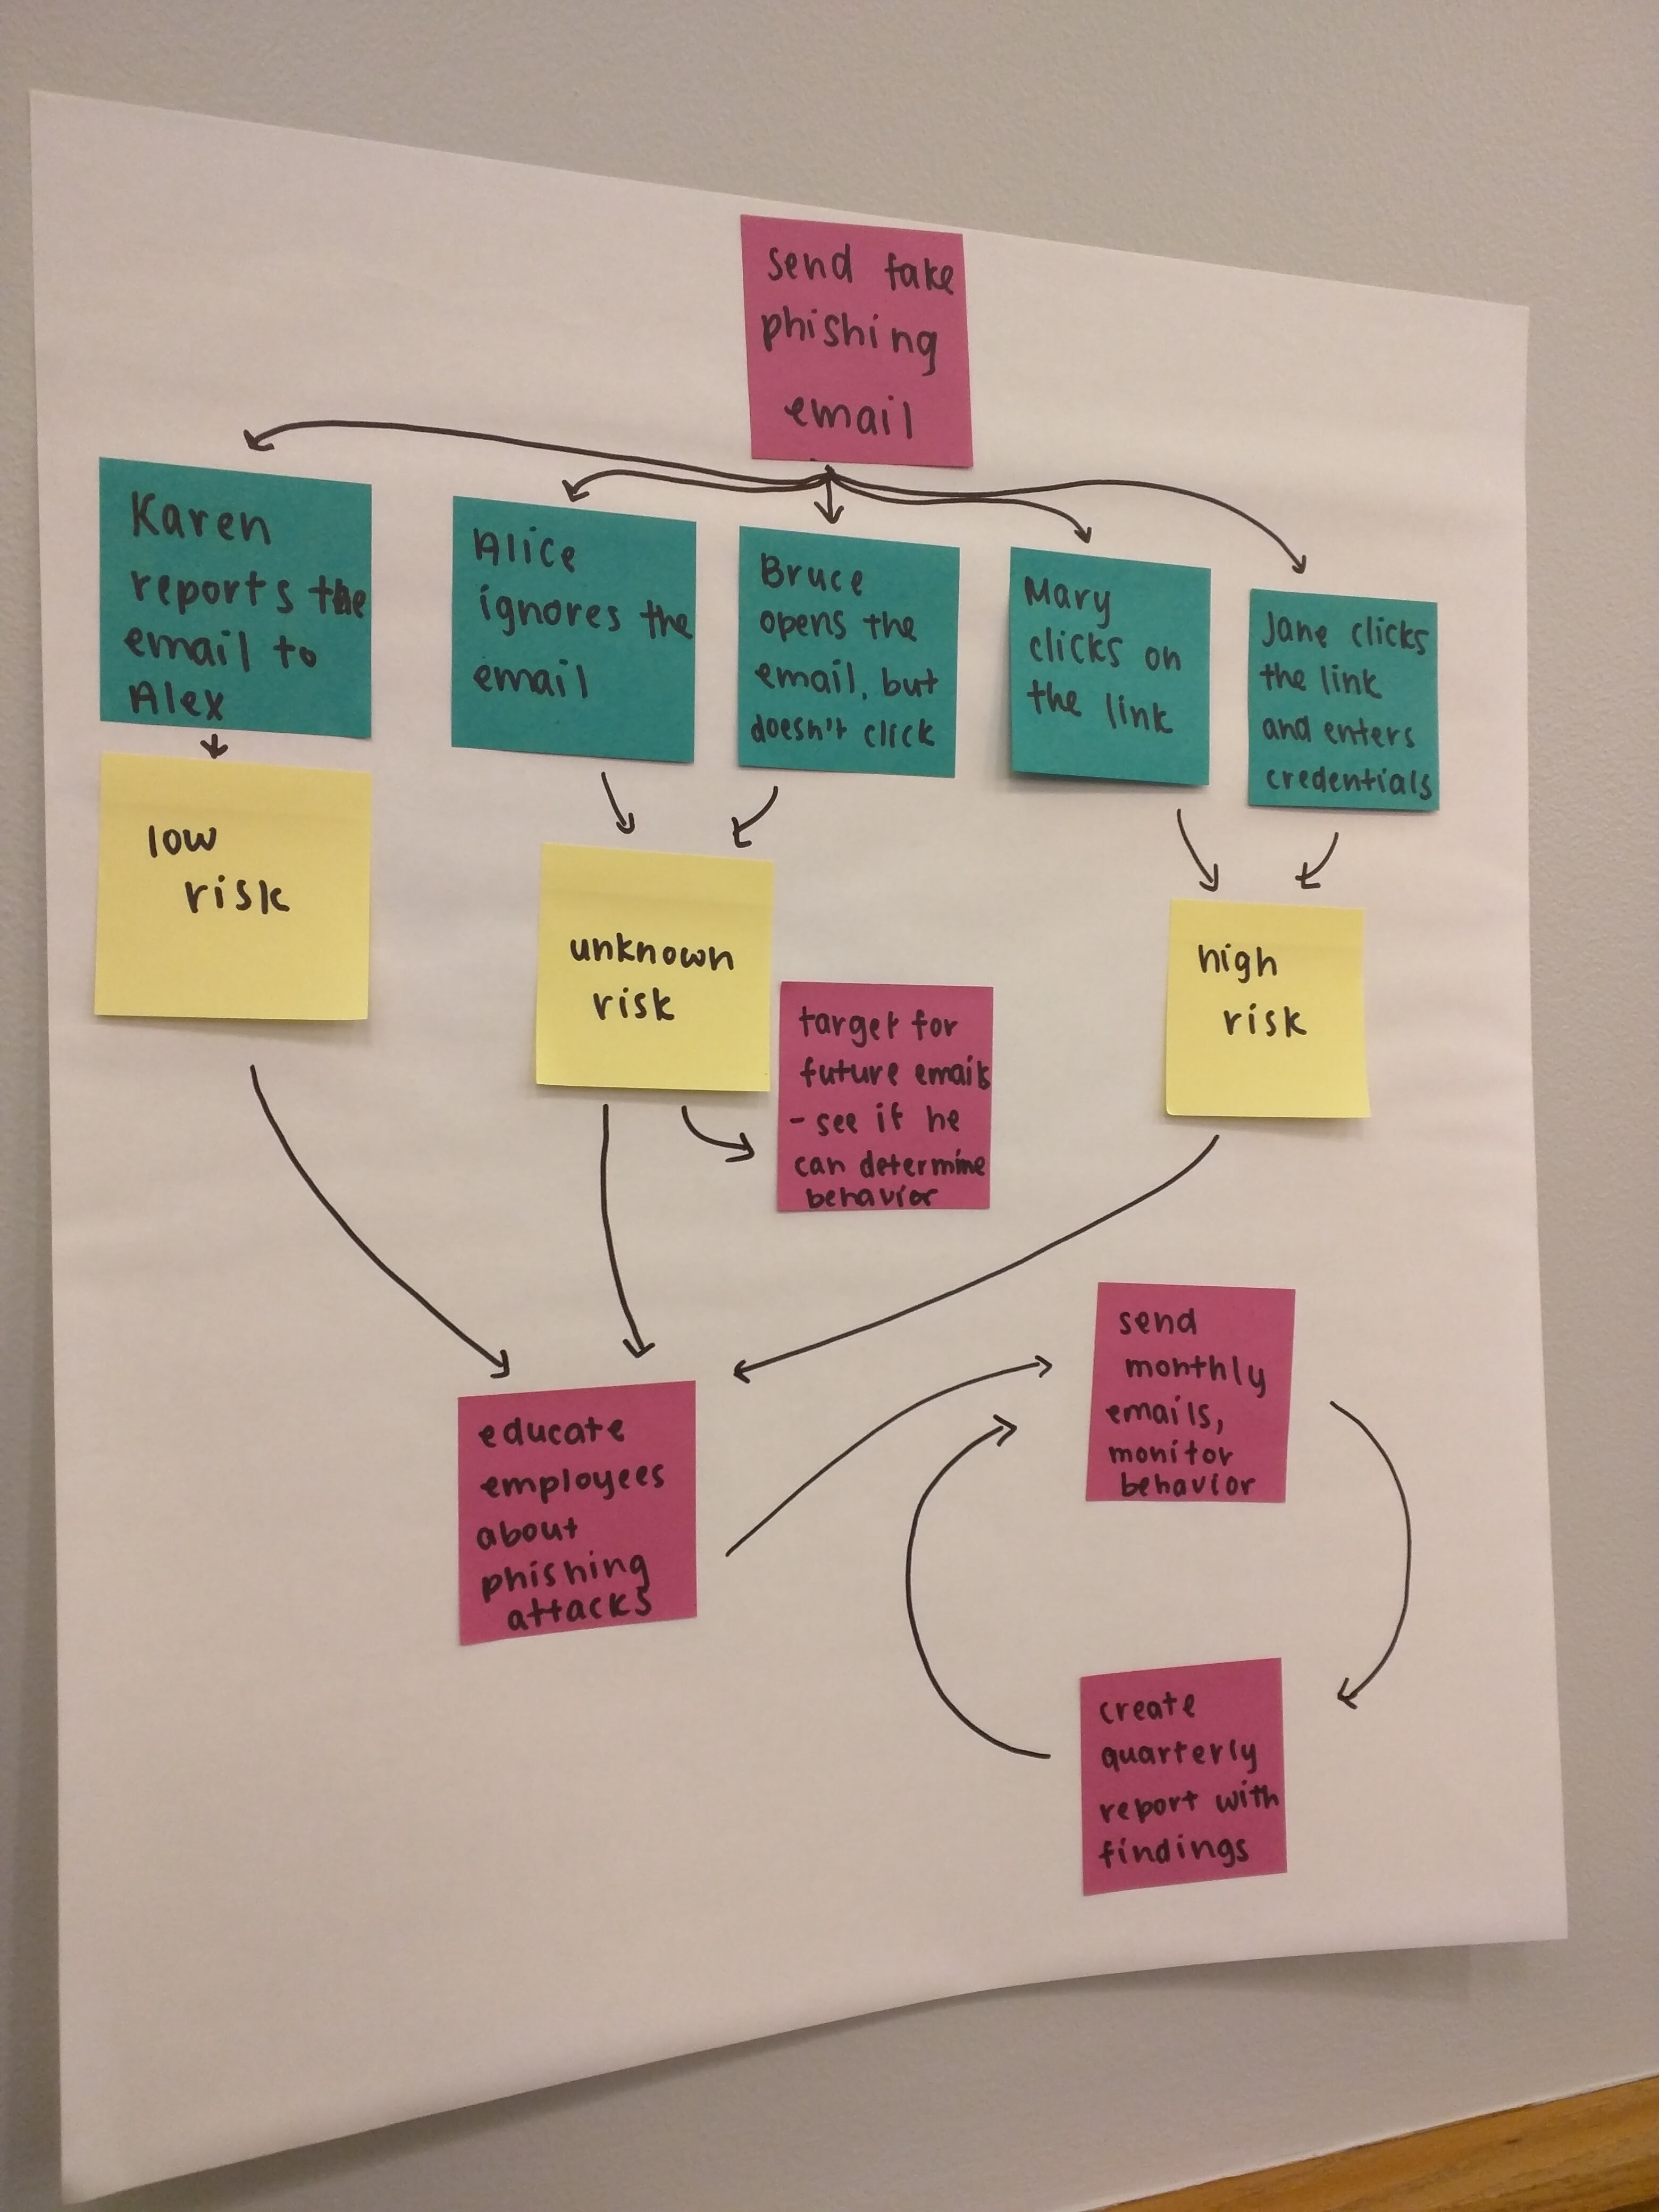 send fake
phishing
email
Karen
reports the
email to
Alex
Alice
ignores the
email
Bruce
opens the
email, but
doesn't click
Mary
clicks on
the link
Jane clicks
the link
and enters
credentials
low
risk
unknown
risk
target for
future emails
- see if he
can determine
behavior
high
risk
educate
employees
about
phishing
attacks
send
monthly
emails,
monitor
behavior
create
quarterly
report with
findings